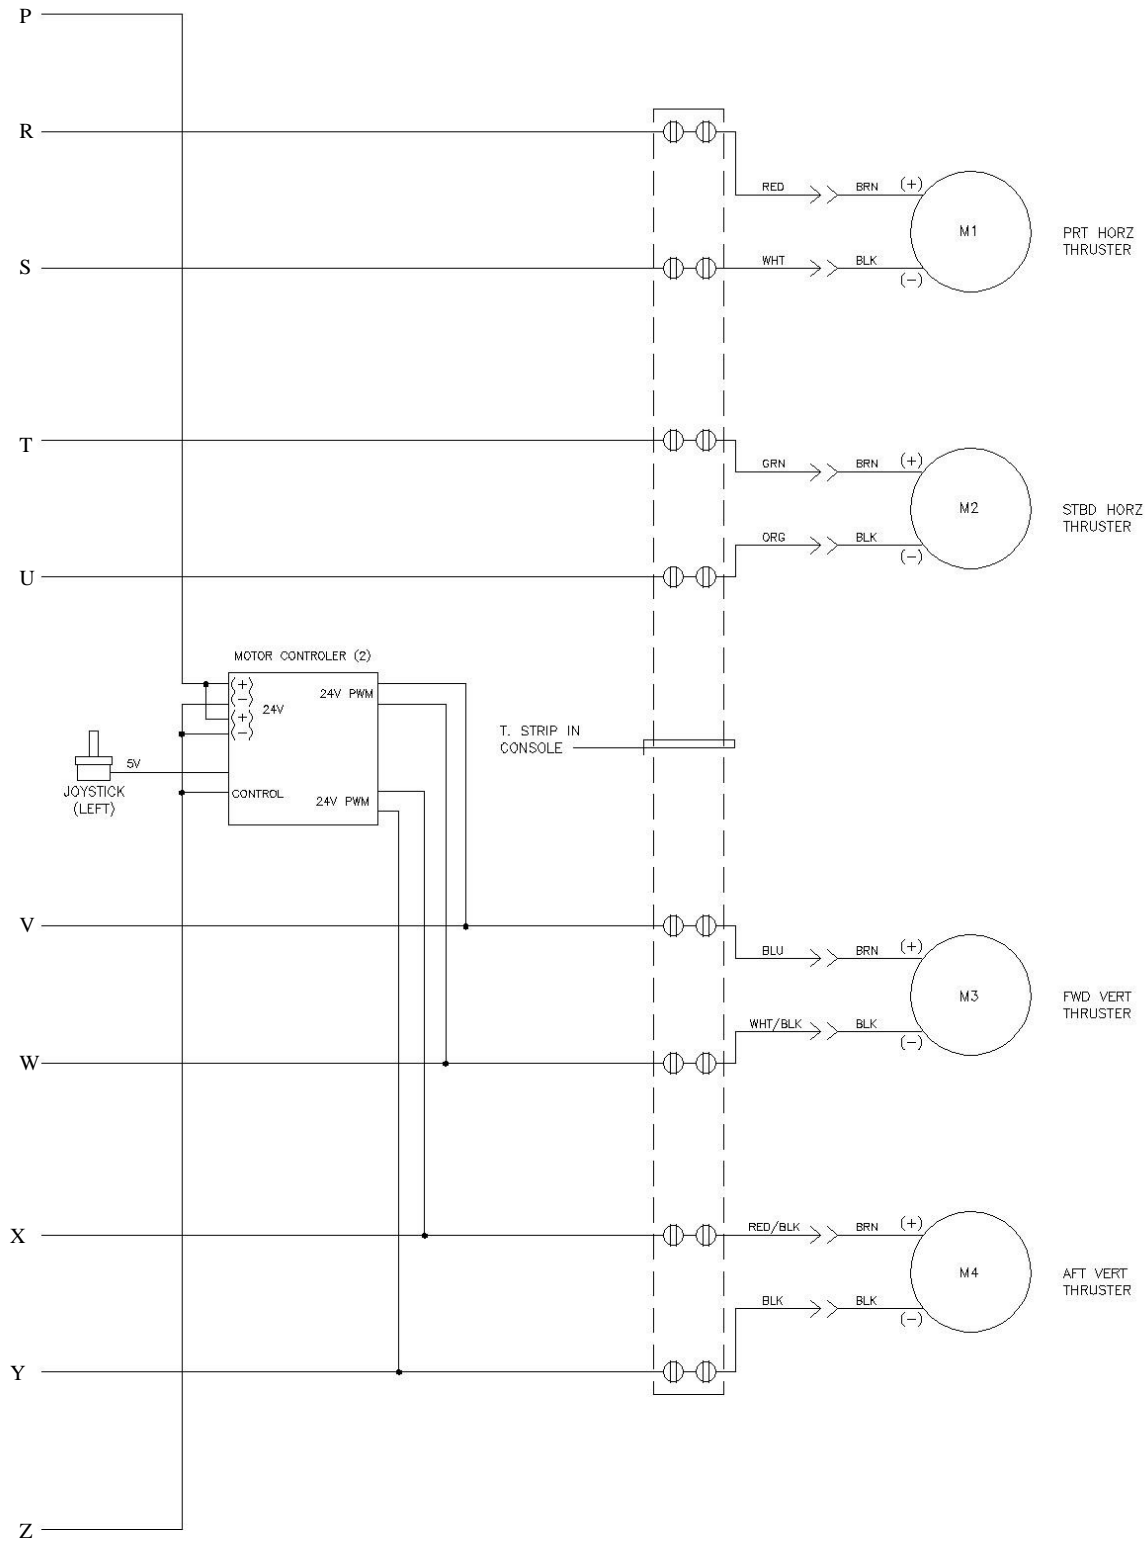 P
R
RED
BRN
(+)
M1
PRT HORZ
THRUSTER
S
WHT
BLK
(−)
T
GRN
BRN
(+)
M2
STBD HORZ
THRUSTER
ORG
BLK
(−)
U
MOTOR CONTROLER (2)
(+)
(−)
24V
(+)
(−)
24V PWM
5V
JOYSTICK
(LEFT)
CONTROL
24V PWM
T. STRIP IN
CONSOLE
V
BLU
BRN
(+)
M3
FWD VERT
THRUSTER
WHT/BLK
BLK
(−)
W
X
RED/BLK
BRN
(+)
M4
AFT VERT
THRUSTER
BLK
BLK
(−)
Y
Z